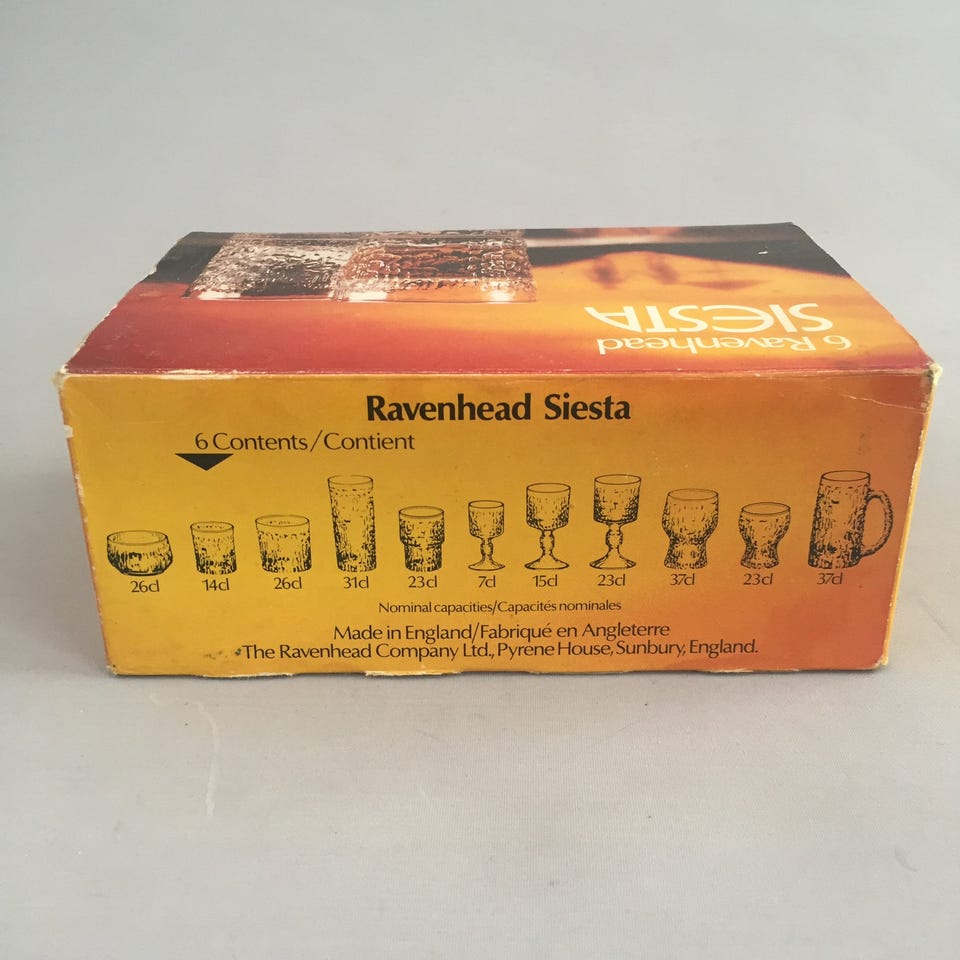 6 Ravenhead
SIESTA
Ravenhead Siesta
6 Contents/Contient
26cl 14cl 26cl 31cl 23cl 7cl 15cl 23cl 37cl 23cl 37cl
Nominal capacities/Capacités nominales
Made in England/Fabriqué en Angleterre
The Ravenhead Company Ltd., Pyrene House, Sunbury, England.